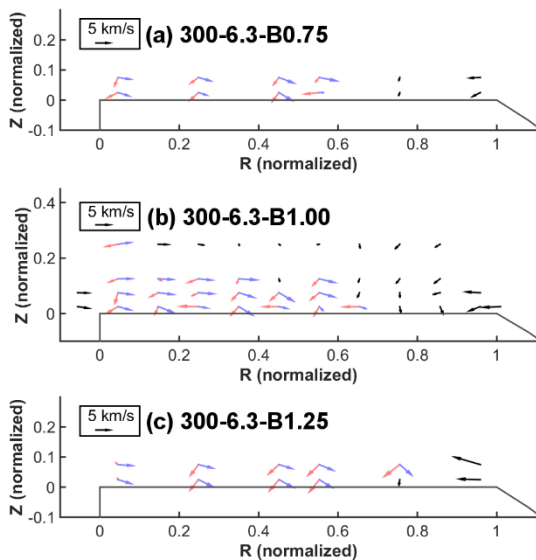 5 km/s
(a) 300-6.3-B0.75
Z (normalized)
0.2
0.1
0
-0.1
0 0.2 0.4 0.6 0.8 1
R (normalized)
5 km/s
(b) 300-6.3-B1.00
Z (normalized)
0.4
0.2
0
0 0.2 0.4 0.6 0.8 1
R (normalized)
5 km/s
(c) 300-6.3-B1.25
Z (normalized)
0.2
0.1
0
-0.1
0 0.2 0.4 0.6 0.8 1
R (normalized)